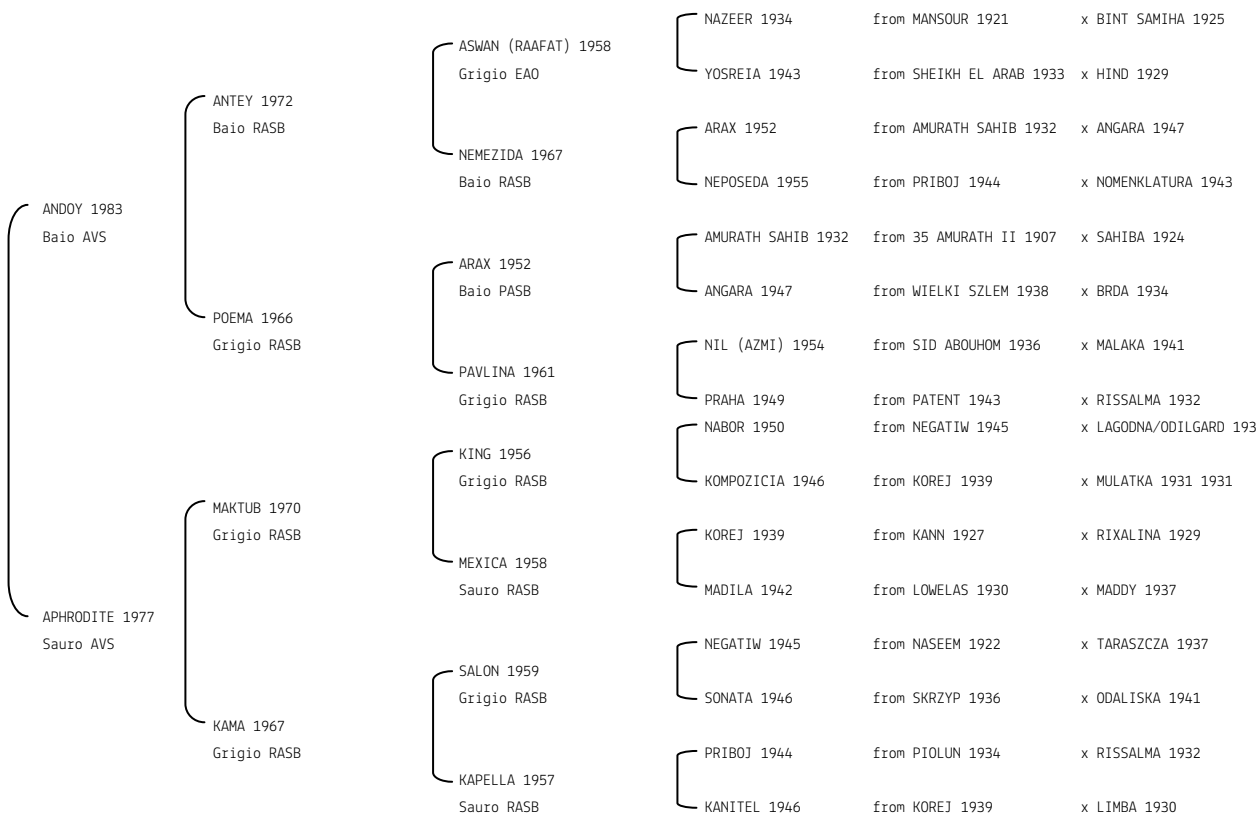 NAZEER 1934 from MANSOUR 1921 x BINT SAMIHA 1925
ASWAN (RAAFAT) 1958
Grigio EAO YOSREIA 1943 from SHEIKH EL ARAB 1933 x HIND 1929
ANTEY 1972
Baio RASB ARAX 1952 from AMURATH SAHIB 1932 x ANGARA 1947
NEMEZIDA 1967
Baio RASB NEPOSEDA 1955 from PRIBOJ 1944 x NOMENKLATURA 1943
ANDOY 1983
Baio AVS AMURATH SAHIB 1932 from 35 AMURATH II 1907 x SAHIBA 1924
ARAX 1952
Baio PASB ANGARA 1947 from WIELKI SZLEM 1938 x BRDA 1934
POEMA 1966
Grigio RASB NIL (AZMI) 1954 from SID ABOUHOM 1936 x MALAKA 1941
PAVLINA 1961
Grigio RASB PRAHA 1949 from PATENT 1943 x RISSALMA 1932
NABOR 1950 from NEGATIW 1945 x LAGODNA/ODILGARD 193
KING 1956
Grigio RASB KOMPOZICIA 1946 from KOREJ 1939 x MULATKA 1931 1931
MAKTUB 1970
Grigio RASB KOREJ 1939 from KANN 1927 x RIXALINA 1929
MEXICA 1958
Sauro RASB MADILA 1942 from LOWELAS 1930 x MADDY 1937
APHRODITE 1977
Sauro AVS NEGATIW 1945 from NASEEM 1922 x TARASZCZA 1937
SALON 1959
Grigio RASB SONATA 1946 from SKRZYP 1936 x ODALISKA 1941
KAMA 1967
Grigio RASB PRIBOJ 1944 from PIOLUN 1934 x RISSALMA 1932
KAPELLA 1957
Sauro RASB KANITEL 1946 from KOREJ 1939 x LIMBA 1930